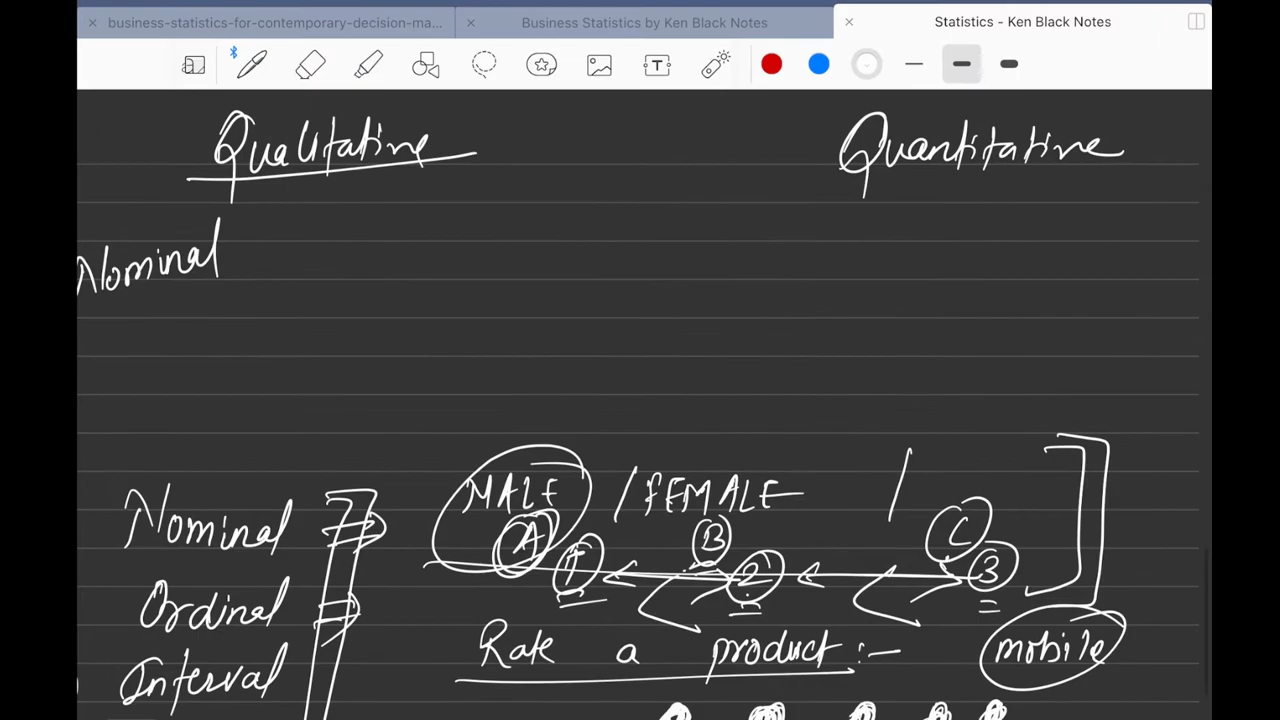 business-statistics-for-contemporary-decision-ma... Business Statistics by Ken Black Notes Statistics - Ken Black Notes
T
Qualitative Quantitative
Nominal
MALE / FEMALE /
A B C
1 2 3
Nominal
Ordinal
Rate a product :- mobile
Interval